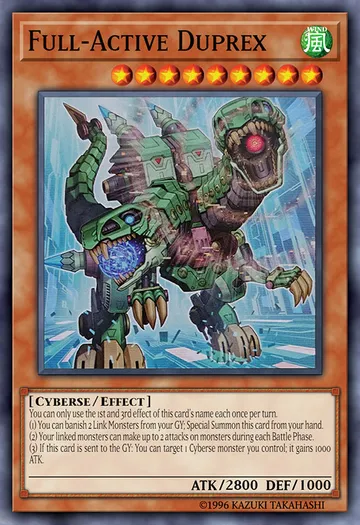 FULL-ACTIVE DUPREX
WIND
風
[CYBERSE/EFFECT]
You can only use the 1st and 3rd effect of this card's name each once per turn.
(1) You can banish 2 Link Monsters from your GY; Special Summon this card from your hand.
(2) Your linked monsters can make up to 2 attacks on monsters during each Battle Phase.
(3) If this card is sent to the GY: You can target 1 Cyberse monster you control; it gains 1000
ATK.
ATK/2800 DEF/1000
©1996 KAZUKI TAKAHASHI